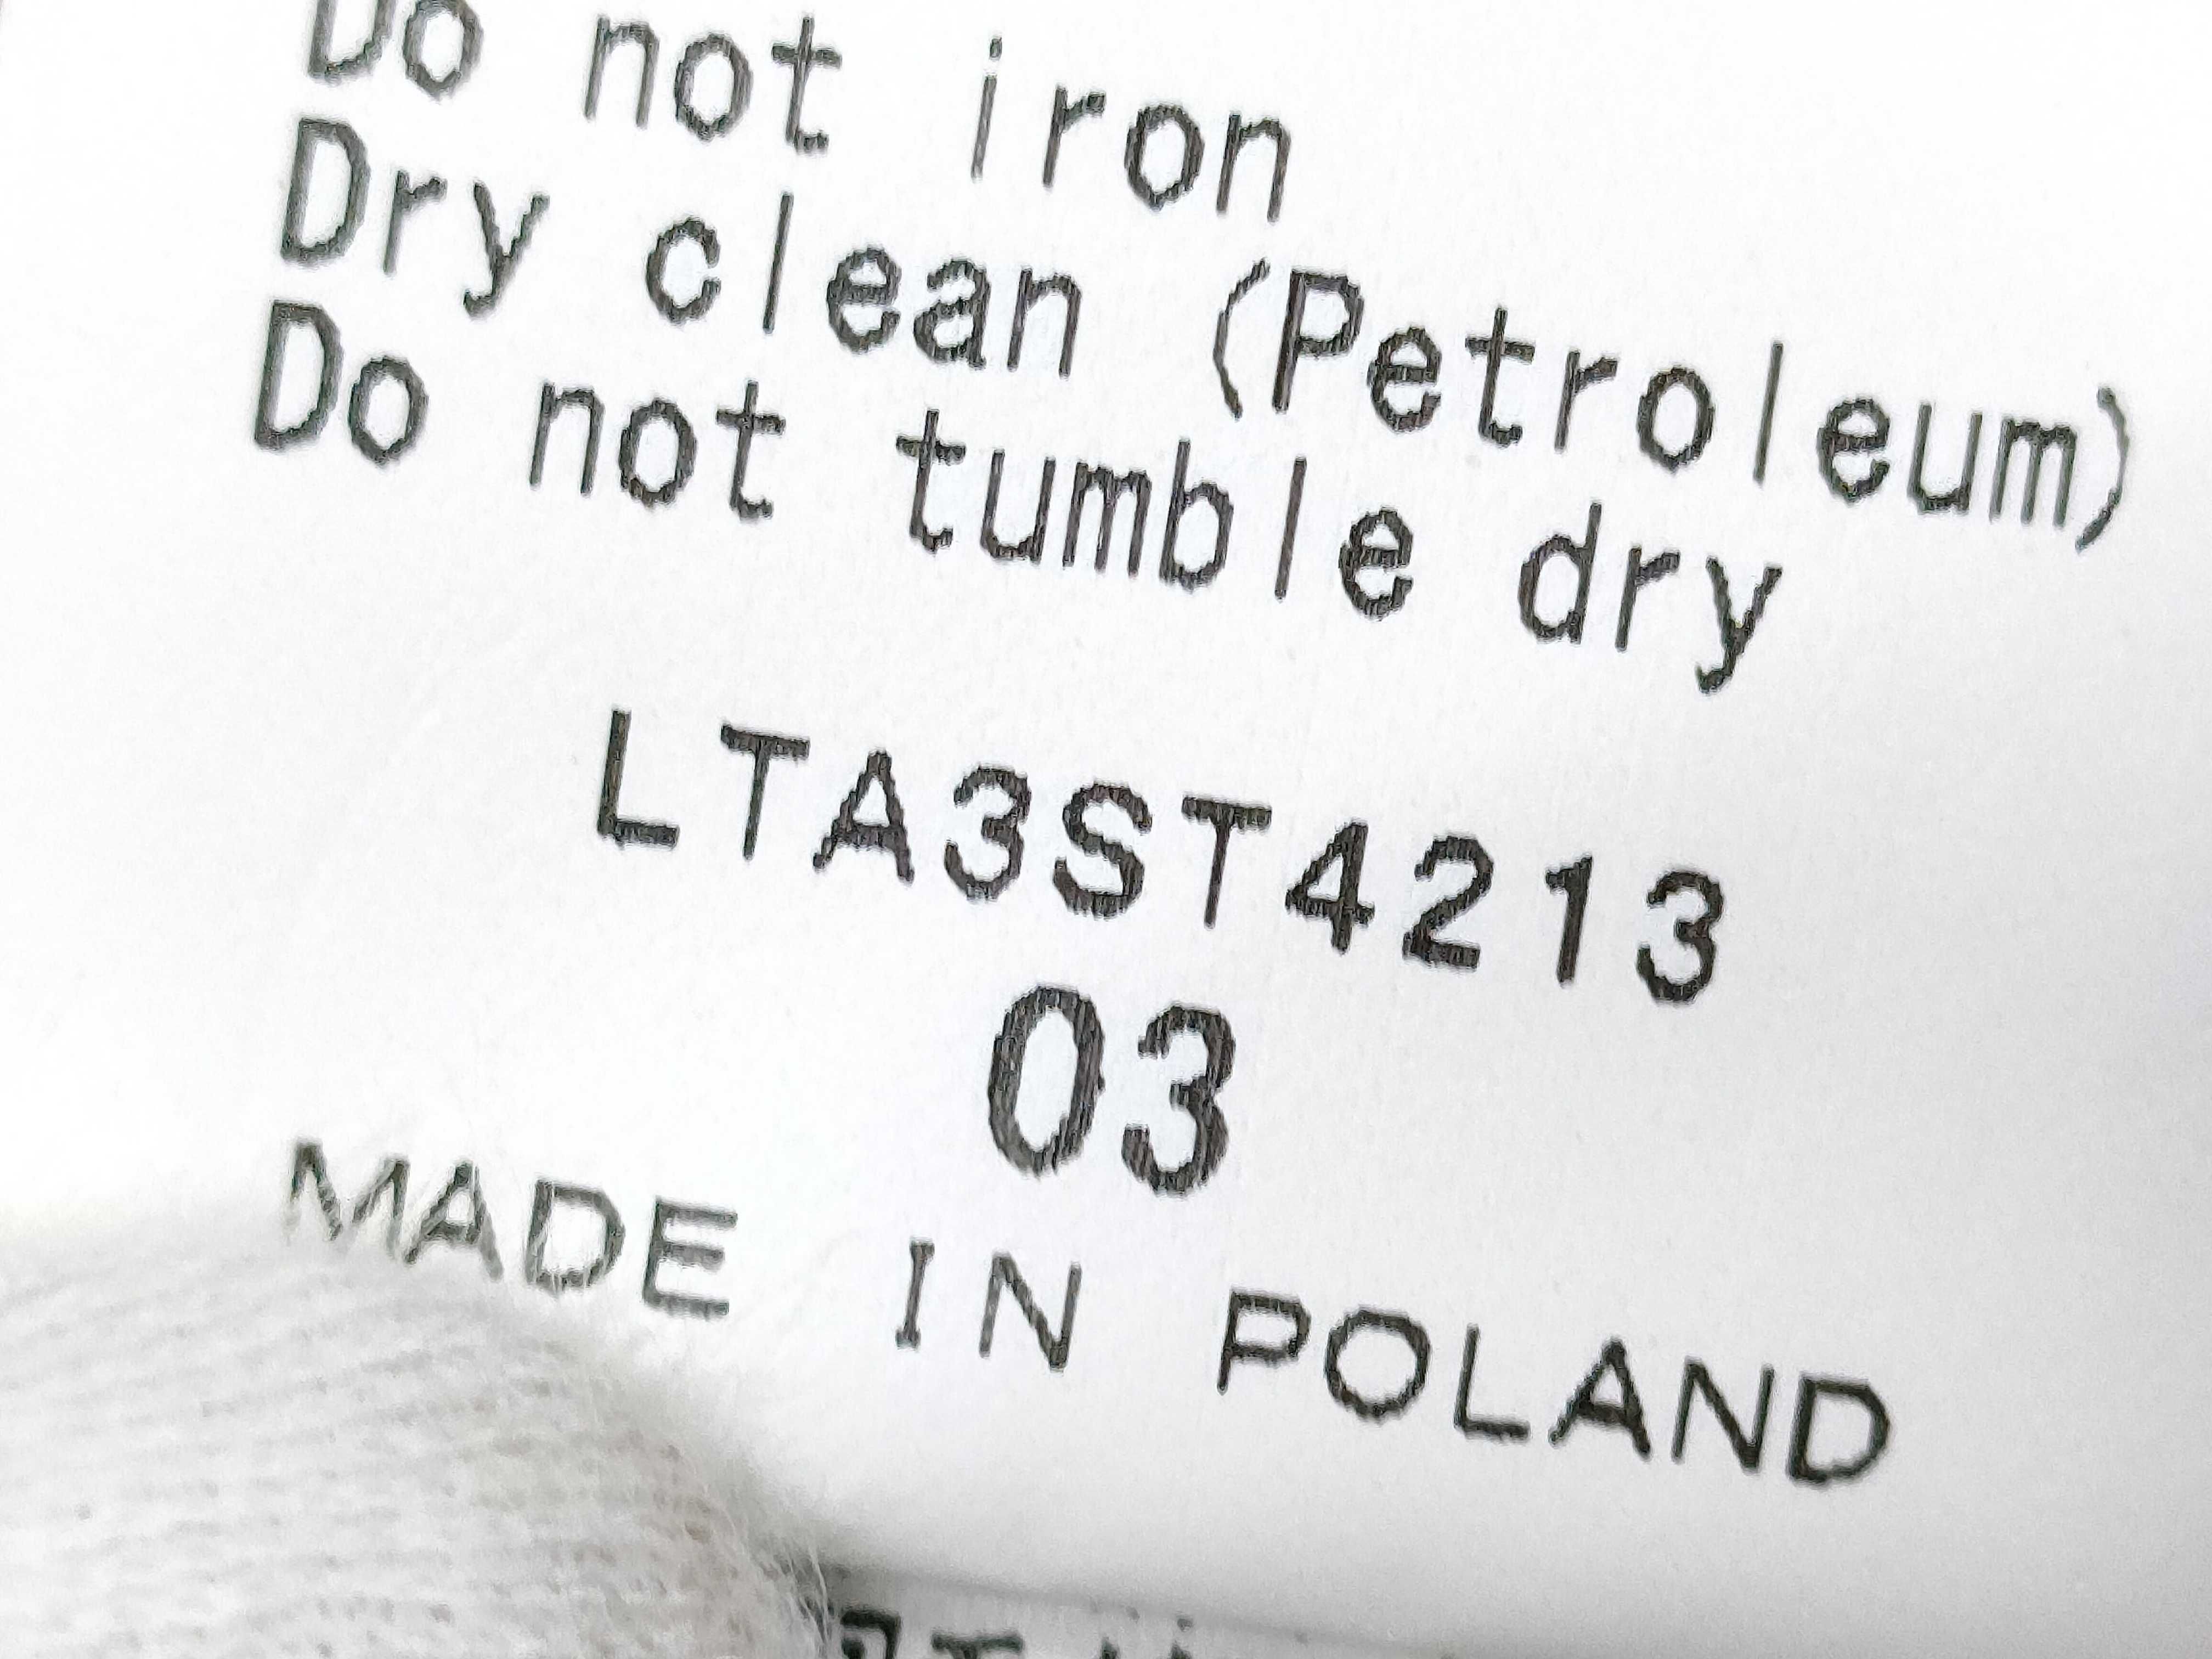 Do not iron
Dry clean (Petroleum)
Do not tumble dry
LTA3ST4213
03
MADE IN POLAND